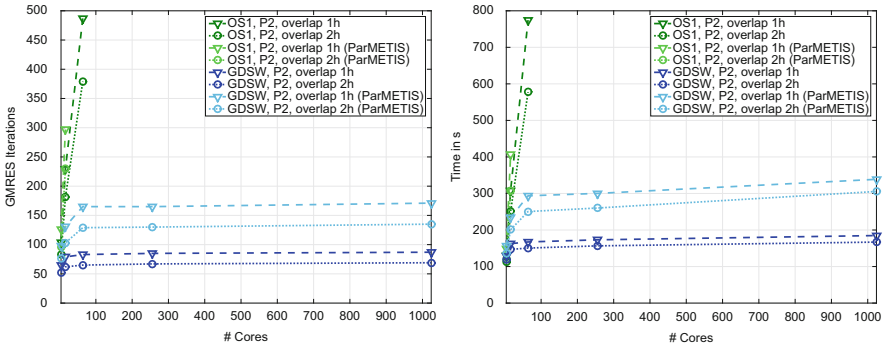 500
450
400
350
300
250
200
150
100
50
0
GMRES Iterations
100 200 300 400 500 600 700 800 900 1000
# Cores
OS1, P2, overlap 1h
OS1, P2, overlap 2h
OS1, P2, overlap 1h (ParMETIS)
OS1, P2, overlap 2h (ParMETIS)
GDSW, P2, overlap 1h
GDSW, P2, overlap 2h
GDSW, P2, overlap 1h (ParMETIS)
GDSW, P2, overlap 2h (ParMETIS)
800
700
600
500
400
300
200
100
0
Time in s
100 200 300 400 500 600 700 800 900 1000
# Cores
OS1, P2, overlap 1h
OS1, P2, overlap 2h
OS1, P2, overlap 1h (ParMETIS)
OS1, P2, overlap 2h (ParMETIS)
GDSW, P2, overlap 1h
GDSW, P2, overlap 2h
GDSW, P2, overlap 1h (ParMETIS)
GDSW, P2, overlap 2h (ParMETIS)